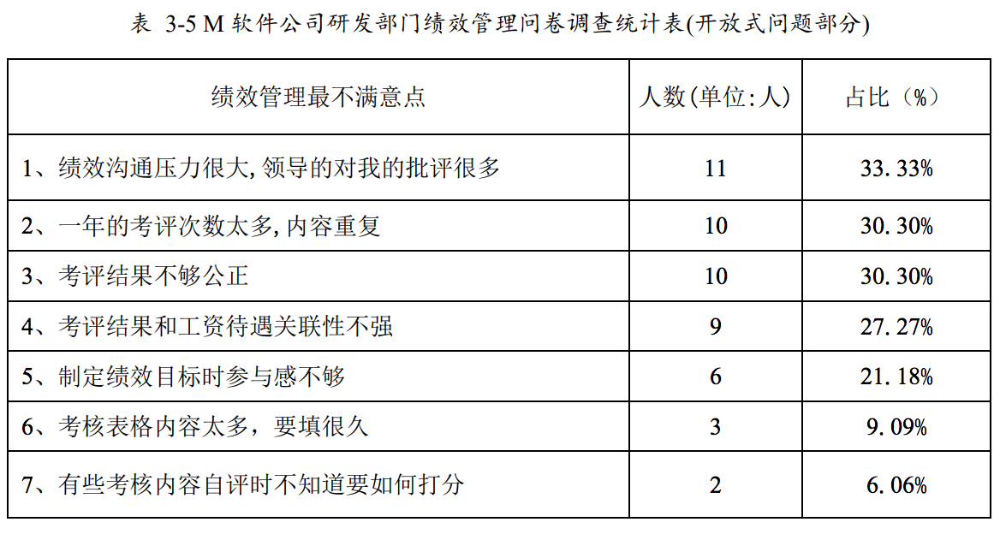 表 3-5 M 软件公司研发部门绩效管理问卷调查统计表(开放式问题部分)
绩效管理最不满意点 人数(单位:人) 占比（%）
1、绩效沟通压力很大,领导的对我的批评很多 11 33.33%
2、一年的考评次数太多,内容重复 10 30.30%
3、考评结果不够公正 10 30.30%
4、考评结果和工资待遇关联性不强 9 27.27%
5、制定绩效目标时参与感不够 6 21.18%
6、考核表格内容太多，要填很久 3 9.09%
7、有些考核内容自评时不知道要如何打分 2 6.06%